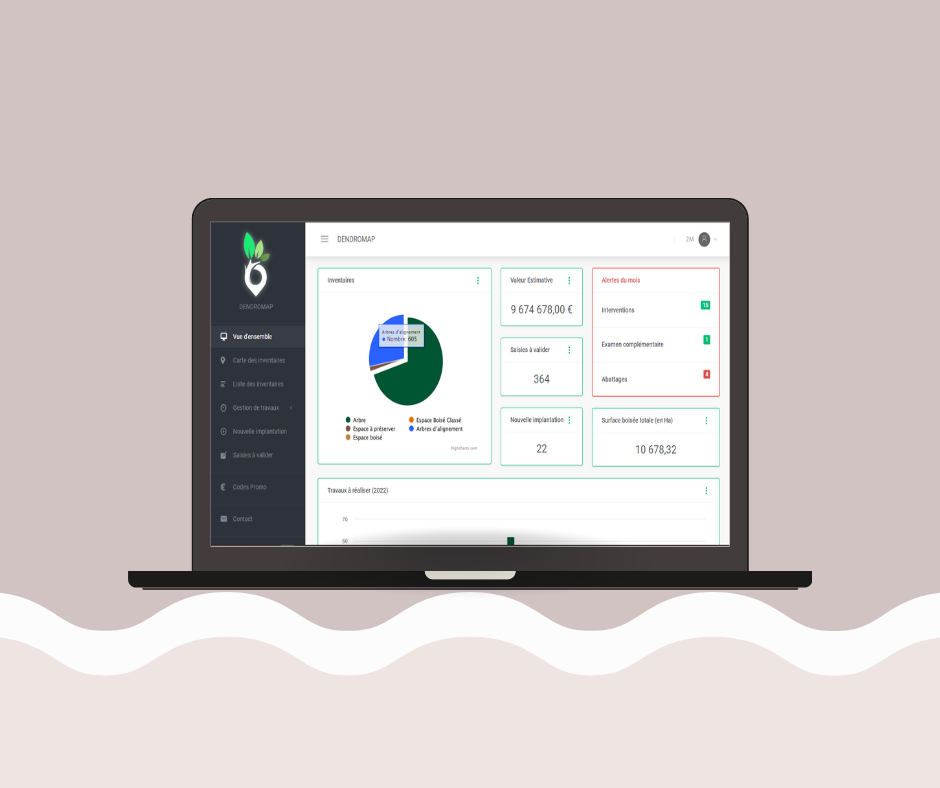 DENDROMAP
Vue d'ensemble
Carte des inventaires
Liste des inventaires
Gestion de travaux
Nouvelle implantation
Saisies à valider
Codes Promo
Contact
DENDROMAP
2M
Inventaires
Arbres d'alignement
Nombre: 605
Arbre
Espace Boisé Classé
Espace à préserver
Arbres d'alignement
Espace boisé
Highcharts.com
Valeur Estimative
9 674 678,00 €
Saisies à valider
364
Nouvelle implantation
22
Alertes du mois
Interventions
15
Examen complémentaire
1
Abattages
4
Surface boisée totale (en Ha)
10 678,32
Travaux à réaliser (2022)
70
60